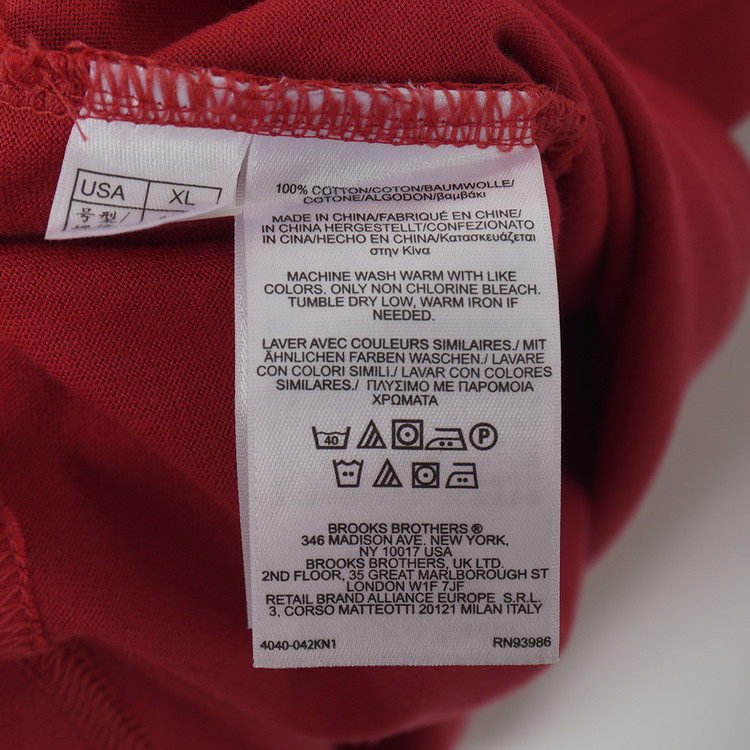 USA XL
号型/
100% COTTON/COTON/BAUMWOLLE/
COTONE/ALGODON/βαμβάκι
MADE IN CHINA/FABRIQUÉ EN CHINE/
IN CHINA HERGESTELLT/CONFEZIONATO
IN CINA/HECHO EN CHINA/Κατασκευάζεται
στην Κίνα
MACHINE WASH WARM WITH LIKE
COLORS. ONLY NON CHLORINE BLEACH.
TUMBLE DRY LOW, WARM IRON IF
NEEDED.
LAVER AVEC COULEURS SIMILAIRES./ MIT
ÄHNLICHEN FARBEN WASCHEN./ LAVARE
CON COLORI SIMILI./ LAVAR CON COLORES
SIMILARES./ ΠΛΥΣΙΜΟ ΜΕ ΠΑΡΟΜΟΙΑ
ΧΡΩΜΑΤΑ
40 P
BROOKS BROTHERS ®
346 MADISON AVE. NEW YORK,
NY 10017 USA
BROOKS BROTHERS, UK LTD.
2ND FLOOR, 35 GREAT MARLBOROUGH ST
LONDON W1F 7JF
RETAIL BRAND ALLIANCE EUROPE S.R.L.
3, CORSO MATTEOTTI 20121 MILAN ITALY
4040-042KN1 RN93986